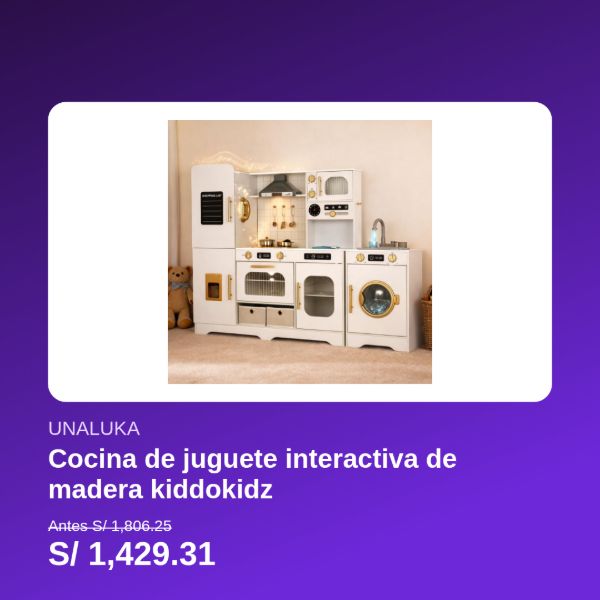 UNALUKA
Cocina de juguete interactiva de
madera kiddokidz
Antes S/ 1,806.25
S/ 1,429.31